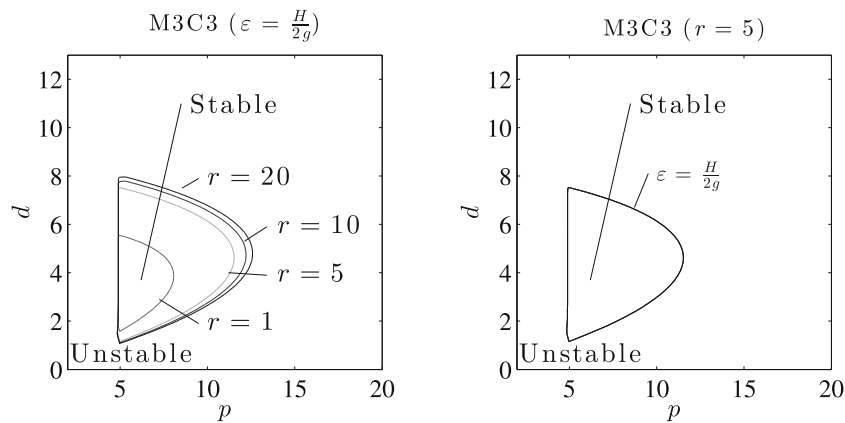 M3C3 (ε = H/2g)
12
10
8
6
4
2
0
d
Stable
r = 20
r = 10
r = 5
r = 1
Unstable
5
10
15
20
p
M3C3 (r = 5)
12
10
8
6
4
2
0
d
Stable
ε = H/2g
Unstable
5
10
15
20
p